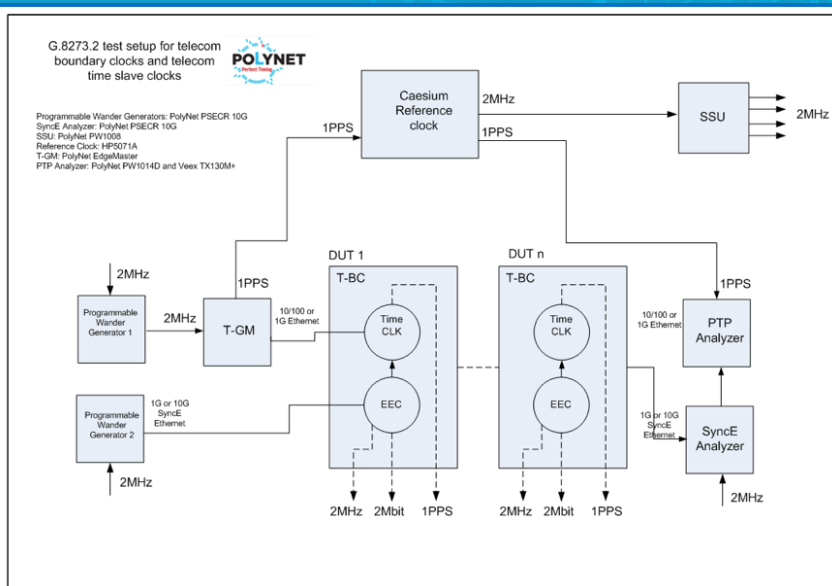 G.8273.2 test setup for telecom
boundary clocks and telecom
time slave clocks
POLYNET
Perfect Timing
Programmable Wander Generators: PolyNet PSECR 10G
SyncE Analyzer: PolyNet PSECR 10G
SSU: PolyNet PW1008
Reference Clock: HP5071A
T-GM: PolyNet EdgeMaster
PTP Analyzer: PolyNet PW1014D and Veex TX130M+
Caesium
Reference
clock
2MHz
1PPS
1PPS
SSU
2MHz
DUT 1
DUT n
2MHz
1PPS
T-BC
T-BC
1PPS
Programmable
Wander
Generator 1
2MHz
T-GM
10/100 or
1G Ethernet
Time
CLK
Time
CLK
10/100 or
1G Ethernet
PTP
Analyzer
Programmable
Wander
Generator 2
1G or 10G
SyncE
Ethernet
EEC
EEC
1G or 10G
SyncE
Ethernet
SyncE
Analyzer
2MHz
2MHz
2MHz
2Mbit
1PPS
2MHz
2Mbit
1PPS